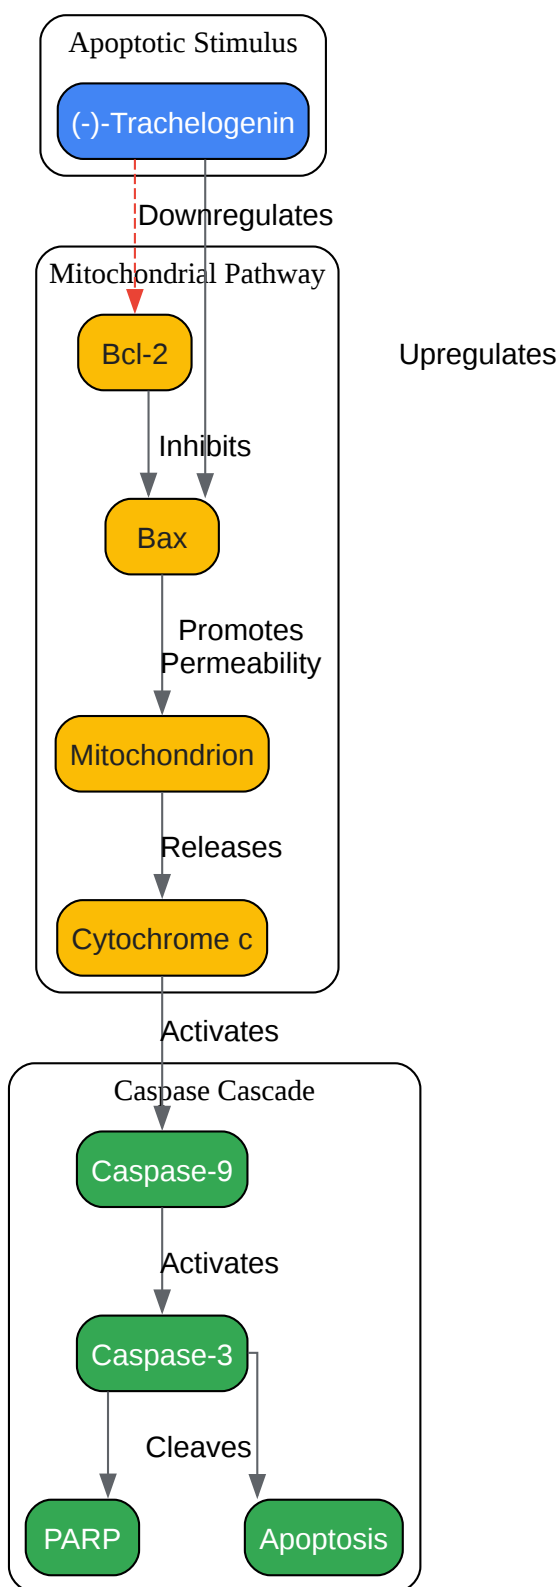 Apoptotic Stimulus
(-)-Trachelogenin
Downregulates
Mitochondrial Pathway
Bcl-2
Upregulates
Inhibits
Bax
Promotes
Permeability
Mitochondrion
Releases
Cytochrome c
Activates
Caspase Cascade
Caspase-9
Activates
Caspase-3
Cleaves
PARP
Apoptosis